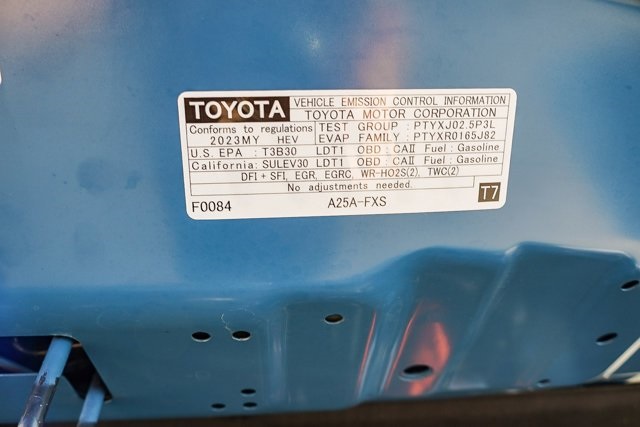 TOYOTA VEHICLE EMISSION CONTROL INFORMATION
TOYOTA MOTOR CORPORATION
Conforms to regulations TEST GROUP : PTYXJ02.5P3L
2023MY HEV EVAP FAMILY : PTYXR0165J82
U.S. EPA : T3B30 LDT1 OBD : CAII Fuel : Gasoline
California: SULEV30 LDT1 OBD : CAII Fuel : Gasoline
DFI + SFI, EGR, EGRC, WR-HO2S(2), TWC(2)
No adjustments needed.
F0084 A25A-FXS T7